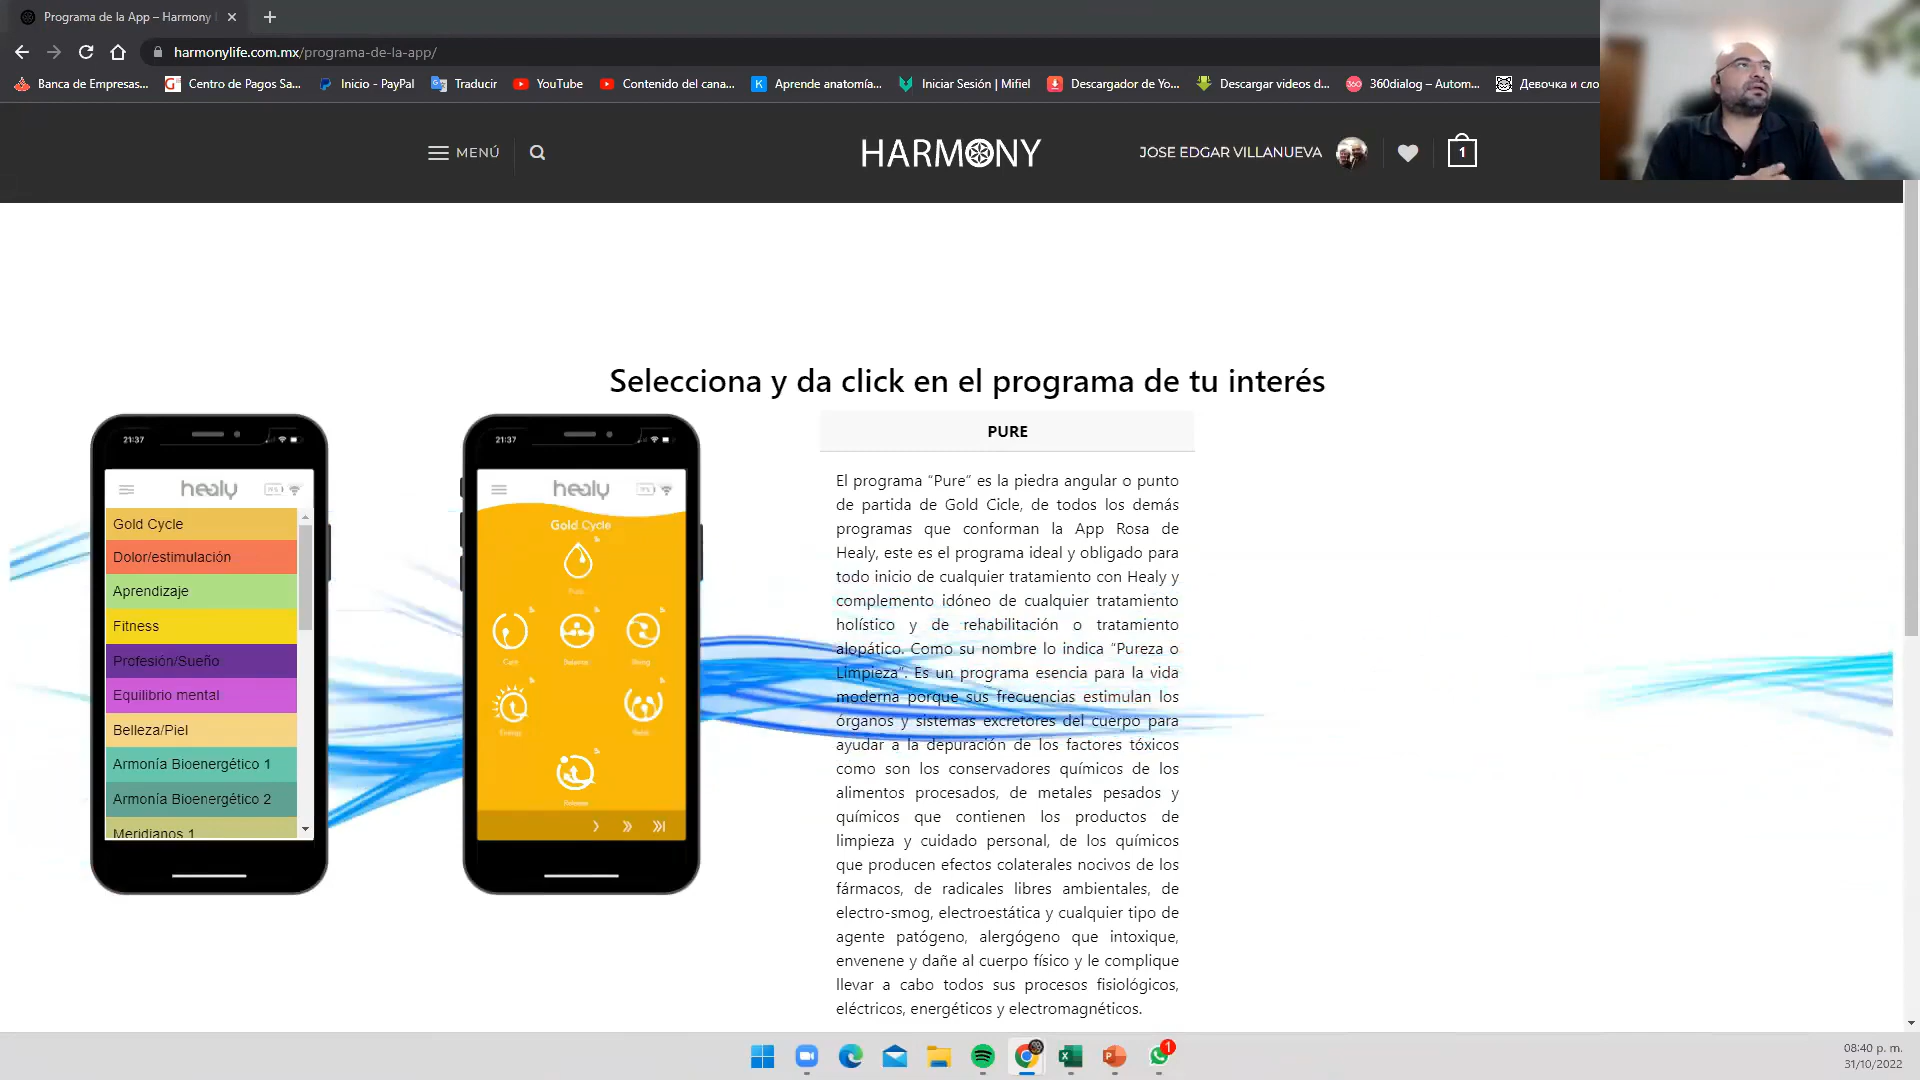 Programa de la App – Harmony
harmonylife.com.mx/programa-de-la-app/
Banca de Empresas...
Centro de Pagos Sa...
Inicio - PayPal
Traducir
YouTube
Contenido del cana...
Aprende anatomía...
Iniciar Sesión | Mifiel
Descargador de Yo...
Descargar videos d...
360dialog – Autom...
Девочка и сло
MENÚ
HARMONY
JOSE EDGAR VILLANUEVA
1
Selecciona y da click en el programa de tu interés
21:37
healy
Gold Cycle
Dolor/estimulación
Aprendizaje
Fitness
Profesión/Sueño
Equilibrio mental
Belleza/Piel
Armonía Bioenergético 1
Armonía Bioenergético 2
Meridianos 1
21:37
healy
Gold Cycle
Pure
Care
Balance
Being
Energy
Relax
Release
PURE
El programa “Pure” es la piedra angular o punto
de partida de Gold Cicle, de todos los demás
programas que conforman la App Rosa de
Healy, este es el programa ideal y obligado para
todo inicio de cualquier tratamiento con Healy y
complemento idóneo de cualquier tratamiento
holístico y de rehabilitación o tratamiento
alopático. Como su nombre lo indica “Pureza o
Limpieza”. Es un programa esencia para la vida
moderna porque sus frecuencias estimulan los
órganos y sistemas excretores del cuerpo para
ayudar a la depuración de los factores tóxicos
como son los conservadores químicos de los
alimentos procesados, de metales pesados y
químicos que contienen los productos de
limpieza y cuidado personal, de los químicos
que producen efectos colaterales nocivos de los
fármacos, de radicales libres ambientales, de
electro-smog, electroestática y cualquier tipo de
agente patógeno, alergógeno que intoxique,
envenene y dañe al cuerpo físico y le complique
llevar a cabo todos sus procesos fisiológicos,
eléctricos, energéticos y electromagnéticos.
1
08:40 p. m.
31/10/2022